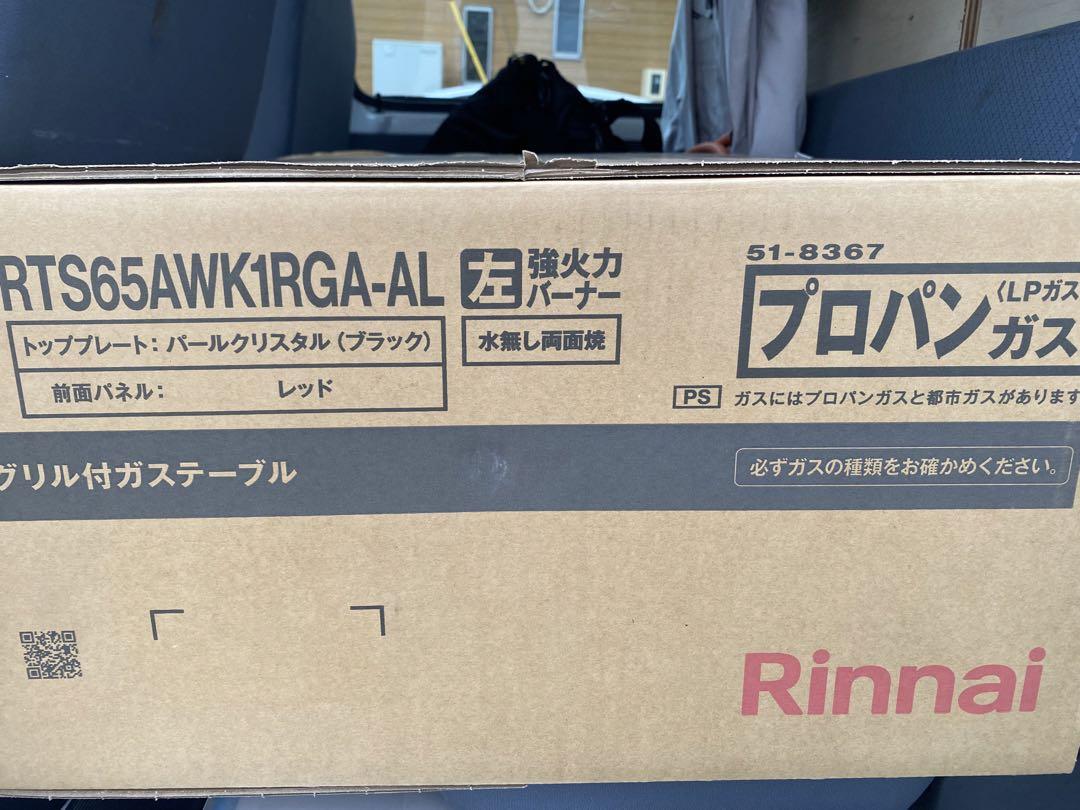 RTS65AWK1RGA-AL
左 強火力
バーナー
トッププレート: パールクリスタル (ブラック)
前面パネル: レッド
水無し両面焼
51-8367
プロパン
〈LPガス
ガス
PS ガスにはプロパンガスと都市ガスがあります
グリル付ガステーブル
必ずガスの種類をお確かめください。
Rinnai